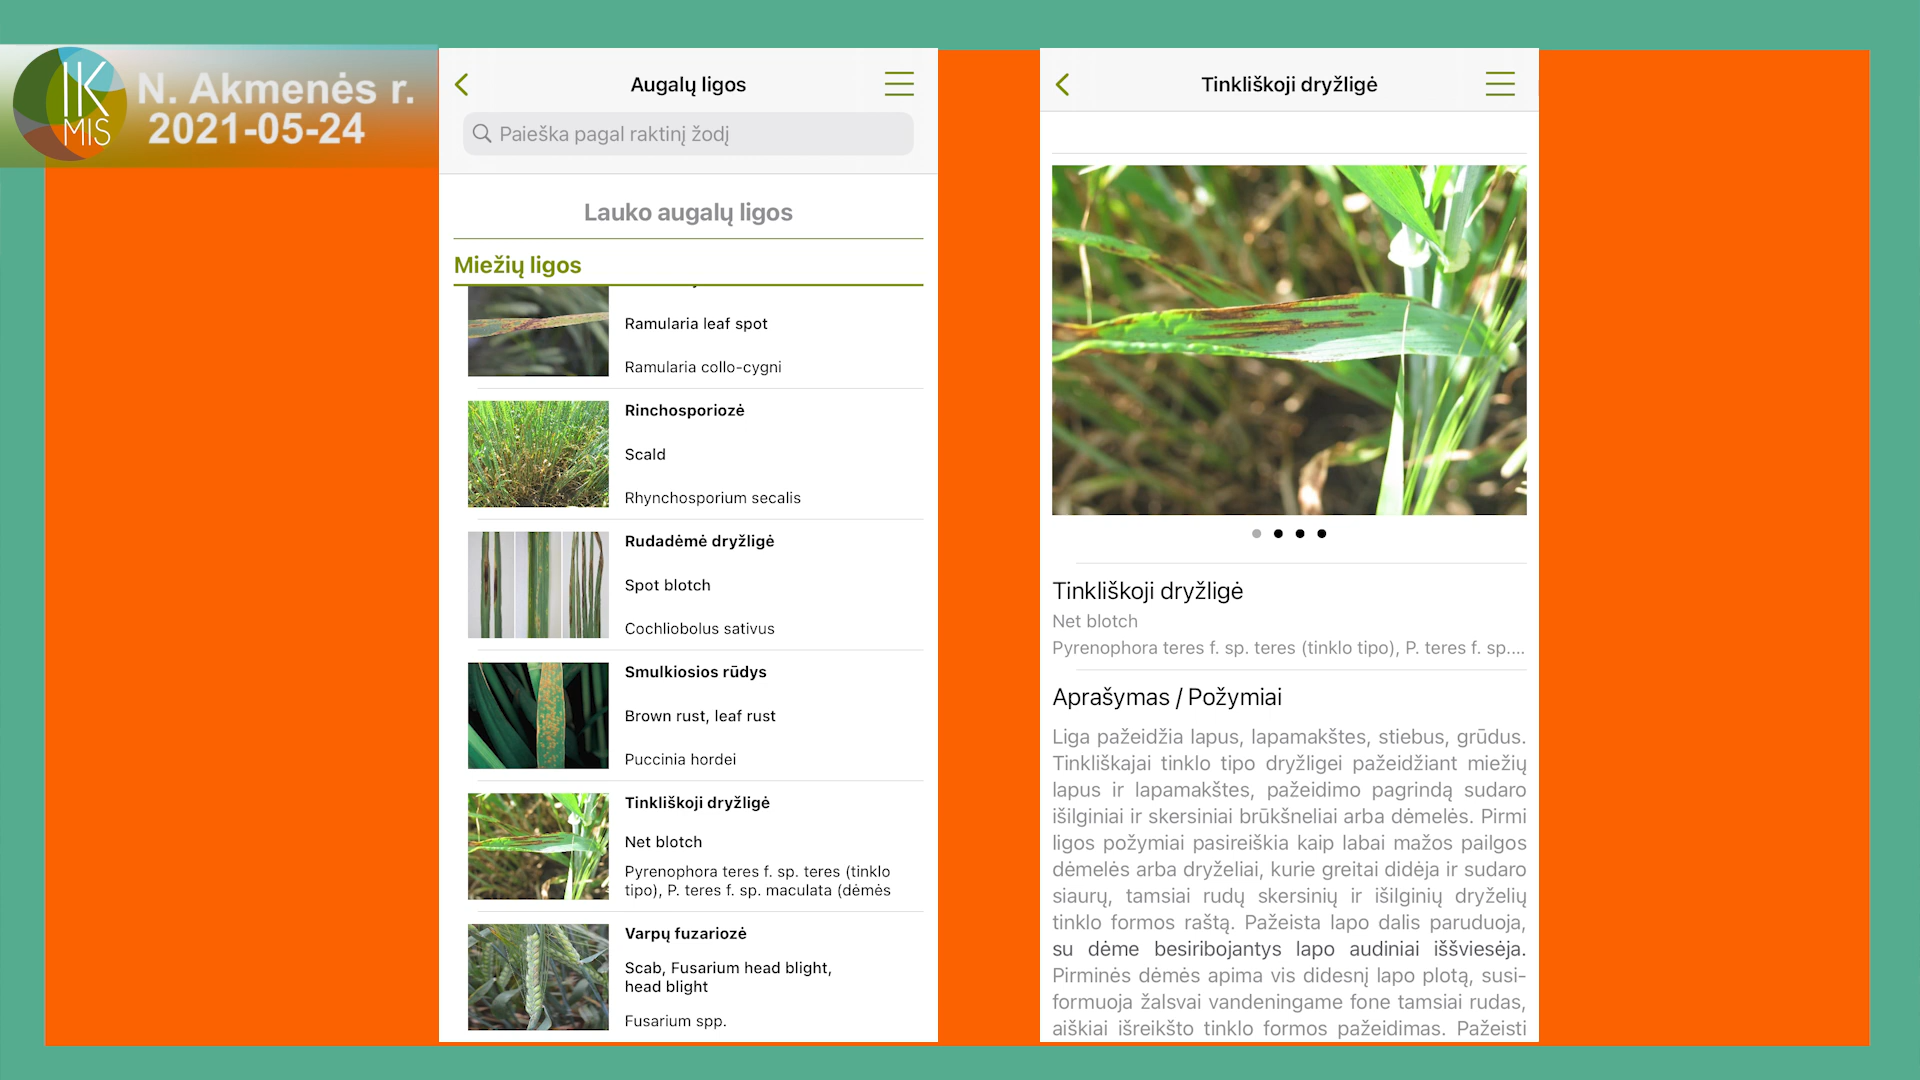 IK
MIS
N. Akmenės r.
2021-05-24
Augalų ligos
Paieška pagal raktinį žodį
Lauko augalų ligos
Miežių ligos
Ramularia leaf spot
Ramularia collo-cygni
Rinchosporiozė
Scald
Rhynchosporium secalis
Rudadėmė dryžligė
Spot blotch
Cochliobolus sativus
Smulkiosios rūdys
Brown rust, leaf rust
Puccinia hordei
Tinkliškoji dryžligė
Net blotch
Pyrenophora teres f. sp. teres (tinklo
tipo), P. teres f. sp. maculata (dėmės
Varpų fuzariozė
Scab, Fusarium head blight,
head blight
Fusarium spp.
Tinkliškoji dryžligė
Tinkliškoji dryžligė
Net blotch
Pyrenophora teres f. sp. teres (tinklo tipo), P. teres f. sp....
Aprašymas / Požymiai
Liga pažeidžia lapus, lapamakštes, stiebus, grūdus.
Tinkliškajai tinklo tipo dryžligei pažeidžiant miežių
lapus ir lapamakštes, pažeidimo pagrindą sudaro
išilginiai ir skersiniai brūkšneliai arba dėmelės. Pirmi
ligos požymiai pasireiškia kaip labai mažos pailgos
dėmelės arba dryželiai, kurie greitai didėja ir sudaro
siaurų, tamsiai rudų skersinių ir išilginių dryželių
tinklo formos raštą. Pažeista lapo dalis paruduoja,
su dėme besiribojantys lapo audiniai iššviesėja.
Pirminės dėmės apima vis didesnį lapo plotą, susi-
formuoja žalsvai vandeningame fone tamsiai rudas,
aiškiai išreikšto tinklo formos pažeidimas. Pažeisti